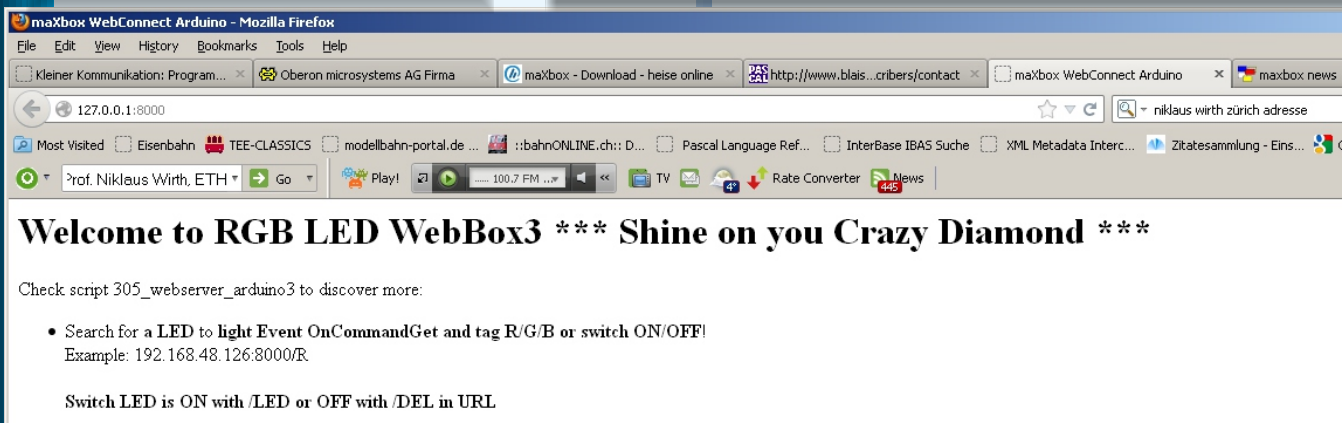 maXbox WebConnect Arduino - Mozilla Firefox
File Edit View History Bookmarks Tools Help
Kleiner Kommunikation: Program... Oberon microsystems AG Firma maXbox - Download - heise online http://www.blais...cribers/contact maXbox WebConnect Arduino maxbox news
127.0.0.1:8000 niklaus wirth zürich adresse
Most Visited Eisenbahn TEE-CLASSICS modellbahn-portal.de ... ::bahnONLINE.ch:: D... Pascal Language Ref... InterBase IBAS Suche XML Metadata Interc... Zitatesammlung - Eins...
Prof. Niklaus Wirth, ETH Go Play! ..... 100.7 FM ... TV 4° Rate Converter 445 News
Welcome to RGB LED WebBox3 *** Shine on you Crazy Diamond ***
Check script 305_webserver_arduino3 to discover more:
• Search for a LED to light Event OnCommandGet and tag R/G/B or switch ON/OFF!
Example: 192.168.48.126:8000/R
Switch LED is ON with /LED or OFF with /DEL in URL